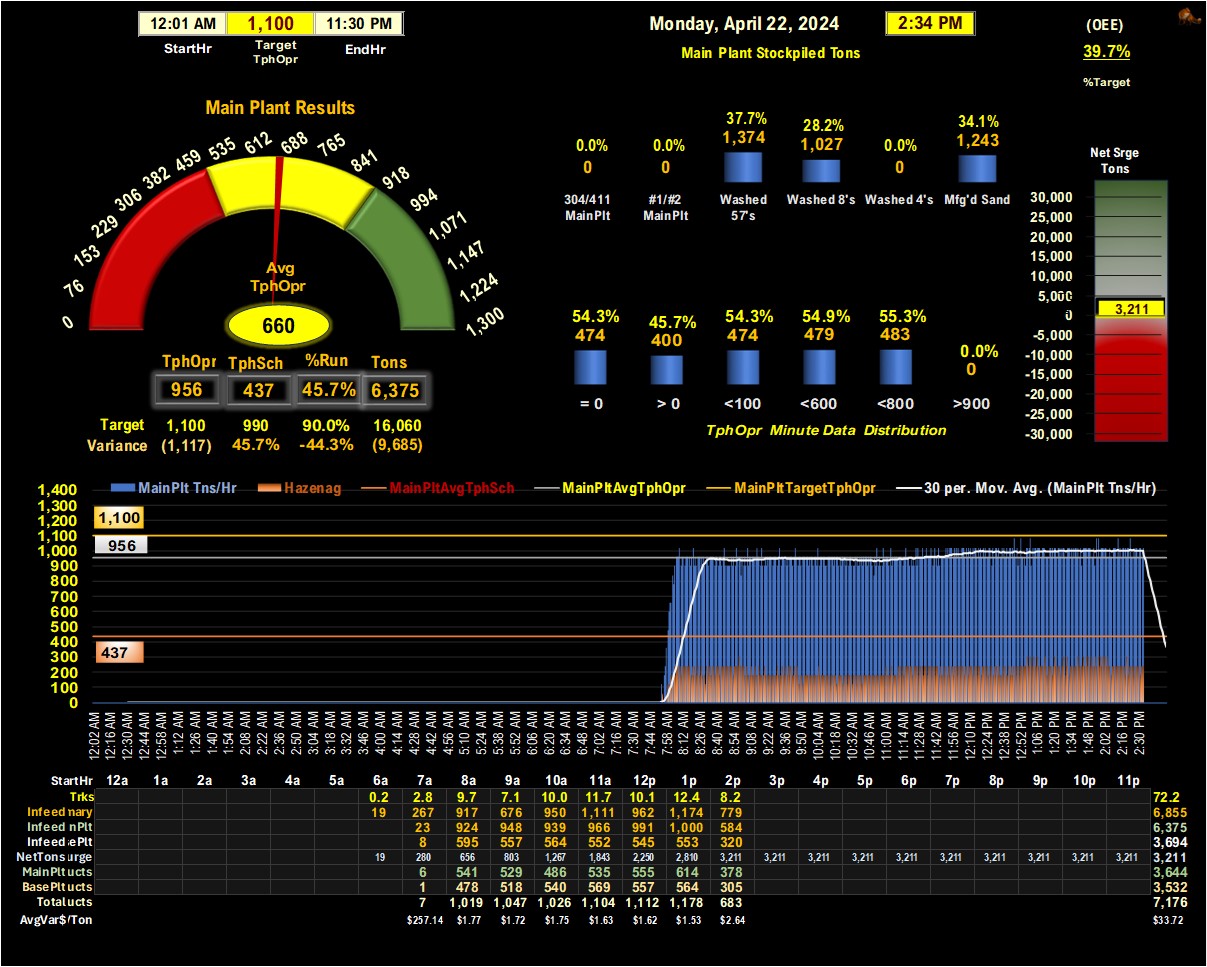 12:01 AM 1,100 11:30 PM
StartHr Target TphOpr EndHr
Monday, April 22, 2024 2:34 PM
Main Plant Stockpiled Tons
(OEE)
39.7%
%Target
Main Plant Results
0 76 153 229 306 382 459 535 612 688 765 841 918 994 1,071 1,147 1,224 1,300
Avg
TphOpr
660
TphOpr TphSch %Run Tons
956 437 45.7% 6,375
Target 1,100 990 90.0% 16,060
Variance (1,117) 45.7% -44.3% (9,685)
0.0% 0.0% 37.7% 28.2% 0.0% 34.1%
0 0 1,374 1,027 0 1,243
304/411 MainPlt #1/#2 MainPlt Washed 57's Washed 8's Washed 4's Mfg'd Sand
54.3% 45.7% 54.3% 54.9% 55.3% 0.0%
474 400 474 479 483 0
= 0 > 0 <100 <600 <800 >900
TphOpr Minute Data Distribution
Net Srge
Tons
30,000
25,000
20,000
15,000
10,000
5,000
0
3,211
-5,000
-10,000
-15,000
-20,000
-25,000
-30,000
MainPlt Tns/Hr Hazenag MainPltAvgTphSch MainPltAvgTphOpr MainPltTargetTphOpr 30 per. Mov. Avg. (MainPlt Tns/Hr)
1,400
1,300
1,200
1,100
1,000
900
800
700
600
500
400
300
200
100
0
1,100
956
437
12:02 AM 12:16 AM 12:30 AM 12:44 AM 12:58 AM 1:12 AM 1:26 AM 1:40 AM 1:54 AM 2:08 AM 2:22 AM 2:36 AM 2:50 AM 3:04 AM 3:18 AM 3:32 AM 3:46 AM 4:00 AM 4:14 AM 4:28 AM 4:42 AM 4:56 AM 5:10 AM 5:24 AM 5:38 AM 5:52 AM 6:06 AM 6:20 AM 6:34 AM 6:48 AM 7:02 AM 7:16 AM 7:30 AM 7:44 AM 7:58 AM 8:12 AM 8:26 AM 8:40 AM 8:54 AM 9:08 AM 9:22 AM 9:36 AM 9:50 AM 10:04 AM 10:18 AM 10:32 AM 10:46 AM 11:00 AM 11:14 AM 11:28 AM 11:42 AM 11:56 AM 12:10 PM 12:24 PM 12:38 PM 12:52 PM 1:06 PM 1:20 PM 1:34 PM 1:48 PM 2:02 PM 2:16 PM 2:30 PM
StartHr 12a 1a 2a 3a 4a 5a 6a 7a 8a 9a 10a 11a 12p 1p 2p 3p 4p 5p 6p 7p 8p 9p 10p 11p
Trks 0.2 2.8 9.7 7.1 10.0 11.7 10.1 12.4 8.2 72.2
Infeed nary 19 267 917 676 950 1,111 962 1,174 779 6,855
Infeed nPlt 23 924 948 939 966 991 1,000 584 6,375
Infeed ePlt 8 595 557 564 552 545 553 320 3,694
NetTons urge 19 280 656 803 1,267 1,843 2,250 2,810 3,211 3,211 3,211 3,211 3,211 3,211 3,211 3,211 3,211 3,211 3,211
MainPlt ucts 6 541 529 486 535 555 614 378 3,644
BasePlt ucts 1 478 518 540 569 557 564 305 3,532
Total ucts 7 1,019 1,047 1,026 1,104 1,112 1,178 683 7,176
AvgVar$/Ton $257.14 $1.77 $1.72 $1.75 $1.63 $1.62 $1.53 $2.64 $33.72